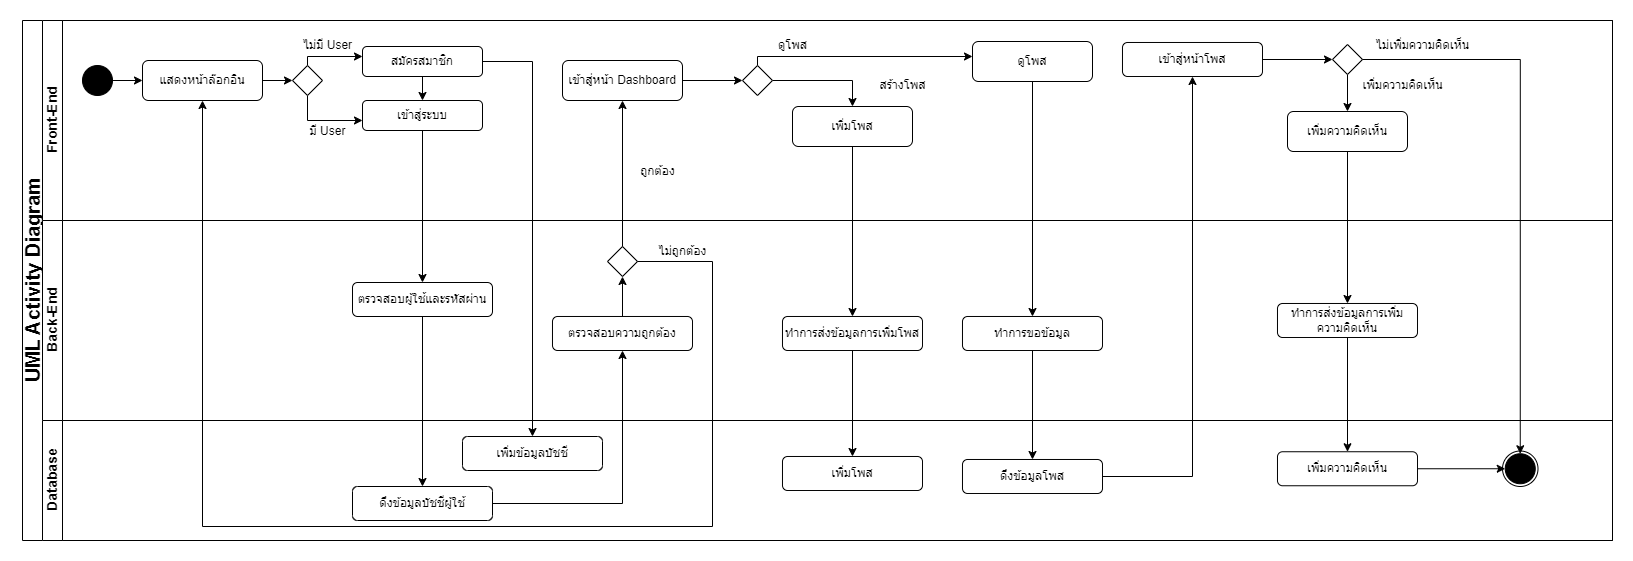 UML Activity Diagram
Front-End
Back-End
Database
แสดงหน้าล้อกอิน
ไม่มี User
มี User
สมัครสมาชิก
เข้าสู่ระบบ
เข้าสู่หน้า Dashboard
ถูกต้อง
ดูโพส
สร้างโพส
เพิ่มโพส
ดูโพส
เข้าสู่หน้าโพส
ไม่เพิ่มความคิดเห็น
เพิ่มความคิดเห็น
เพิ่มความคิดเห็น
ตรวจสอบผู้ใช้และรหัสผ่าน
ไม่ถูกต้อง
ตรวจสอบความถูกต้อง
ทำการส่งข้อมูลการเพิ่มโพส
ทำการขอข้อมูล
ทำการส่งข้อมูลการเพิ่ม
ความคิดเห็น
เพิ่มข้อมูลบัชชี
ดึงข้อมูลบัชชีผู้ใช้
เพิ่มโพส
ดึงข้อมูลโพส
เพิ่มความคิดเห็น